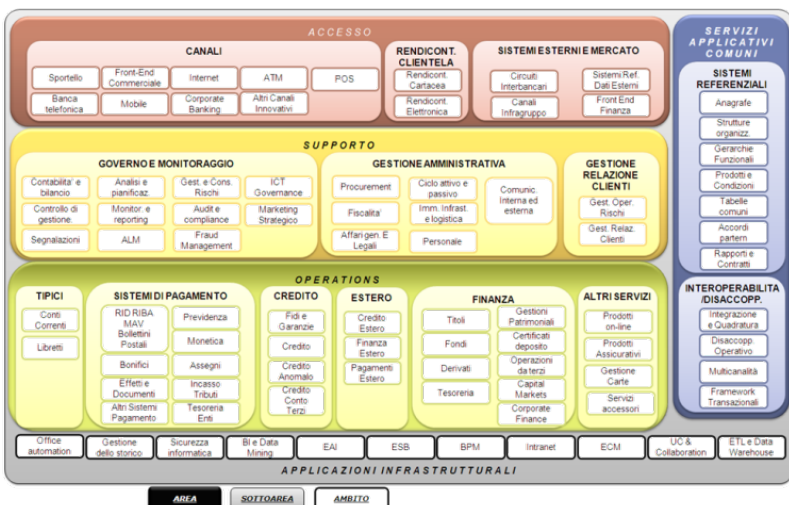 ACCESSO
CANALI
Sportello
Front-End
Commerciale
Internet
ATM
POS
Banca
telefonica
Mobile
Corporate
Banking
Altri Canali
Innovativi
RENDICONT.
CLIENTELA
Rendicont.
Cartacea
Rendicont.
Elettronica
SISTEMI ESTERNI E MERCATO
Circuiti
Interbancari
Sistemi Ref.
Dati Esterni
Canali
Infragruppo
Front End
Finanza
SUPPORTO
GOVERNO E MONITORAGGIO
Contabilita' e
bilancio
Analisi e
pianificaz.
Gest. e Cons.
Rischi
ICT
Governance
Controllo di
gestione.
Monitor. e
reporting
Audit e
compliance
Marketing
Strategico
Segnalazioni
ALM
Fraud
Management
GESTIONE AMMINISTRATIVA
Procurement
Ciclo attivo e
passivo
Comunic.
Interna ed
esterna
Fiscalita'
Imm. Infrast.
e logistica
Affari gen. E
Legali
Personale
GESTIONE
RELAZIONE
CLIENTI
Gest. Oper.
Rischi
Gest. Relaz.
Clienti
OPERATIONS
TIPICI
Conti
Correnti
Libretti
SISTEMI DI PAGAMENTO
RID RIBA
MAV
Bollettini
Postali
Previdenza
Monetica
Bonifici
Assegni
Effetti e
Documenti
Incasso
Tributi
Altri Sistemi
Pagamento
Tesoreria
Enti
CREDITO
Fidi e
Garanzie
Credito
Credito
Anomalo
Credito
Conto
Terzi
ESTERO
Credito
Estero
Finanza
Estero
Pagamenti
Estero
FINANZA
Titoli
Gestioni
Patrimoniali
Fondi
Certificati
deposito
Derivati
Operazioni
da terzi
Tesoreria
Capital
Markets
Corporate
Finance
ALTRI SERVIZI
Prodotti
on-line
Prodotti
Assicurativi
Gestione
Carte
Servizi
accessori
SERVIZI
APPLICATIVI
COMUNI
SISTEMI
REFERENZIALI
Anagrafe
Strutture
organizz.
Gerarchie
Funzionali
Prodotti e
Condizioni
Tabelle
comuni
Accordi
partern
Rapporti e
Contratti
INTEROPERABILITA
/DISACCOPP.
Integrazione
e Quadratura
Disaccopp.
Operativo
Multicanalità
Framework
Transazionali
Office
automation
Gestione
dello storico
Sicurezza
informatica
BI e Data
Mining
EAI
ESB
BPM
Intranet
ECM
UC &
Collaboration
ETL e Data
Warehouse
APPLICAZIONI INFRASTRUTTURALI
AREA
SOTTOAREA
AMBITO